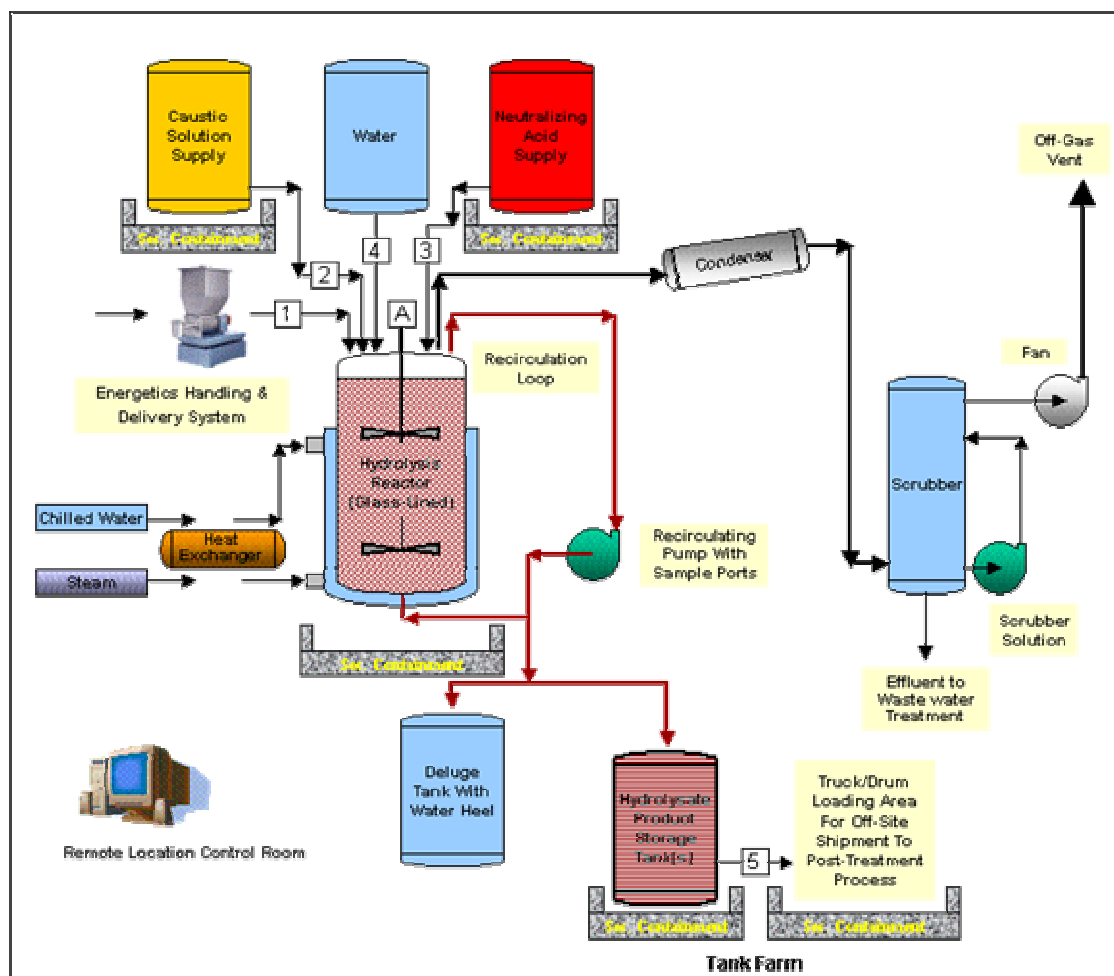 Caustic
Solution
Supply
Water
Neutralizing
Acid
Supply
Off-Gas
Vent
Sec Containment
Sec Containment
4
3
2
Condenser
1
A
Recirculation
Loop
Fan
Energetics Handling &
Delivery System
Hydrolysis
Reactor
(Glass-Lined)
Scrubber
Chilled Water
Heat
Exchanger
Recirculating
Pump With
Sample Ports
Steam
Scrubber
Solution
Sec Containment
Effluent to
Waste water
Treatment
Deluge
Tank With
Water Heel
Hydrolysate
Product
Storage
Tank(s)
5
Truck/Drum
Loading Area
For Off-Site
Shipment To
Post-Treatment
Process
Remote Location Control Room
Sec Containment
Sec Containment
Tank Farm